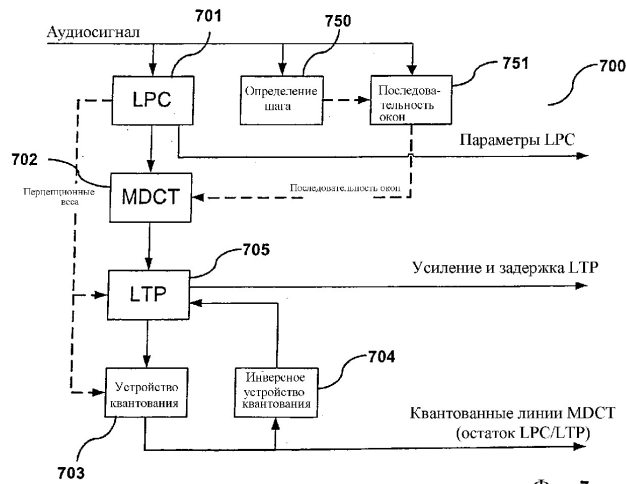 701
750
751
Аудиосигнал
700
LPC
Определение
шага
Последова-
тельность
окон
Параметры LPC
702
MDCT
Перцепционные
веса
Последовательность окон
705
LTP
Усиление и задержка LTP
704
Устройство
квантования
Инверсное
устройство
квантования
703
Квантованные линии MDCT
(остаток LPC/LTP)